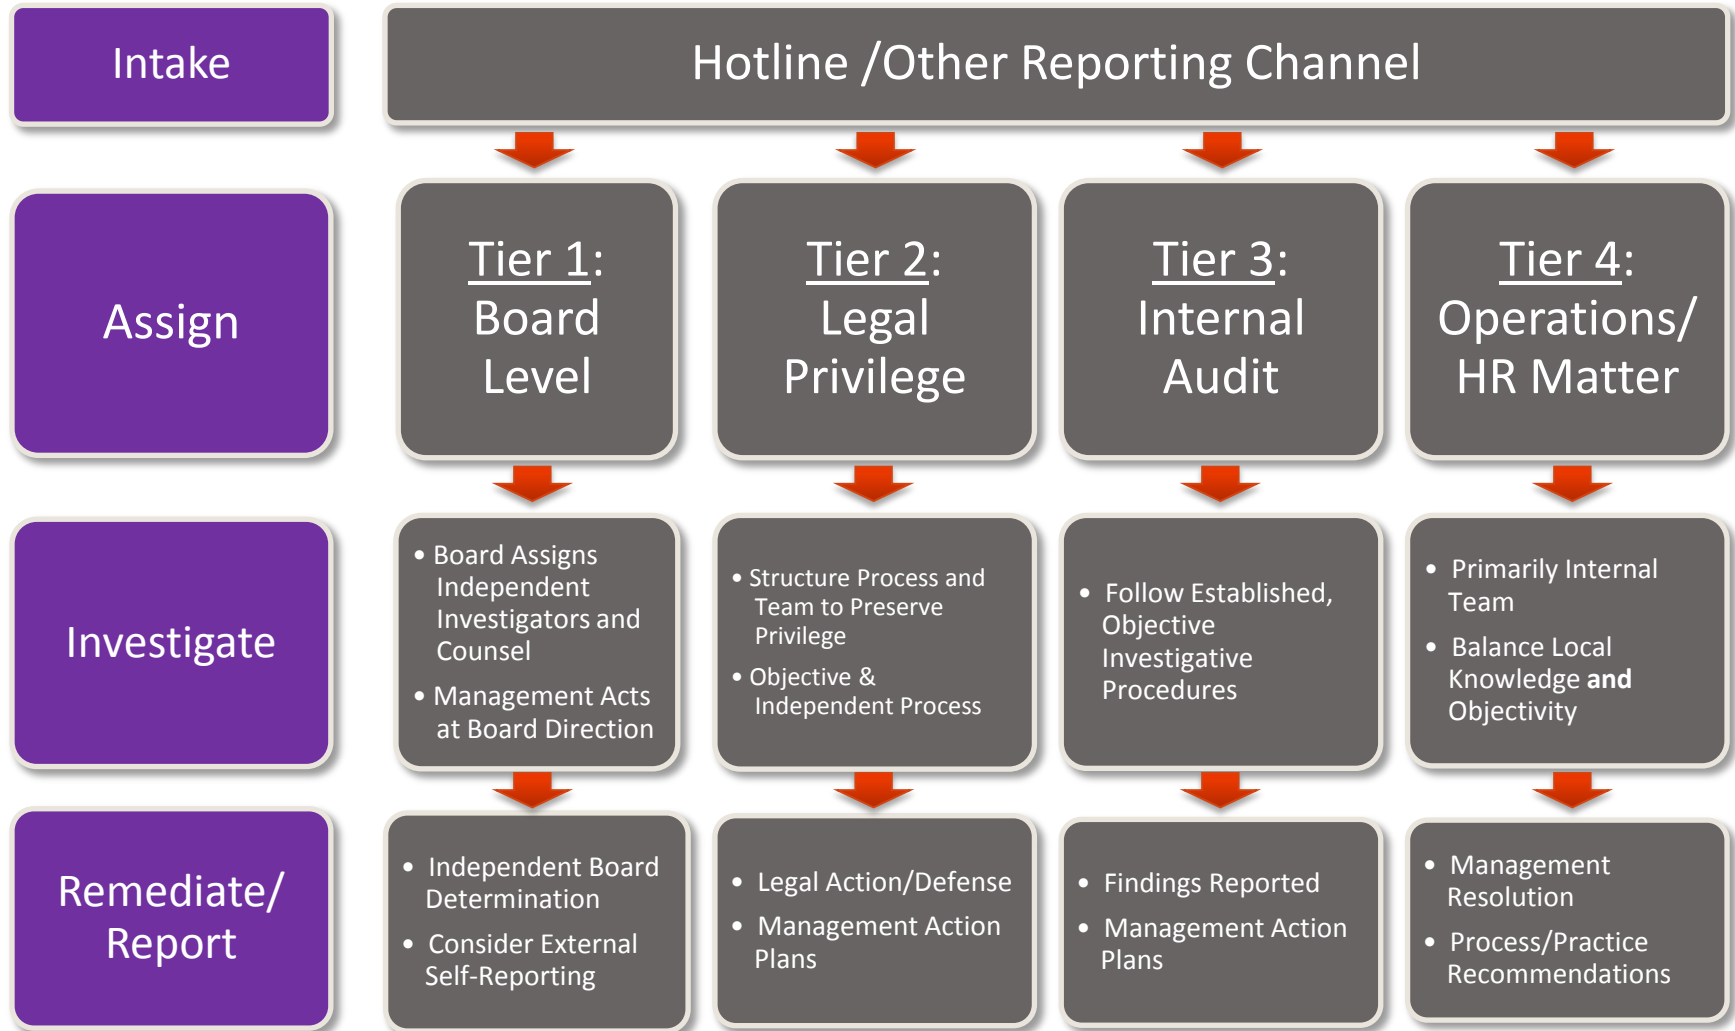 Intake
Hotline /Other Reporting Channel
Assign
Tier 1:
Board
Level
Tier 2:
Legal
Privilege
Tier 3:
Internal
Audit
Tier 4:
Operations/
HR Matter
Investigate
• Board Assigns
Independent
Investigators and
Counsel
• Management Acts
at Board Direction
• Structure Process and
Team to Preserve
Privilege
• Objective &
Independent Process
• Follow Established,
Objective
Investigative
Procedures
• Primarily Internal
Team
• Balance Local
Knowledge and
Objectivity
Remediate/
Report
• Independent Board
Determination
• Consider External
Self-Reporting
• Legal Action/Defense
• Management Action
Plans
• Findings Reported
• Management Action
Plans
• Management
Resolution
• Process/Practice
Recommendations